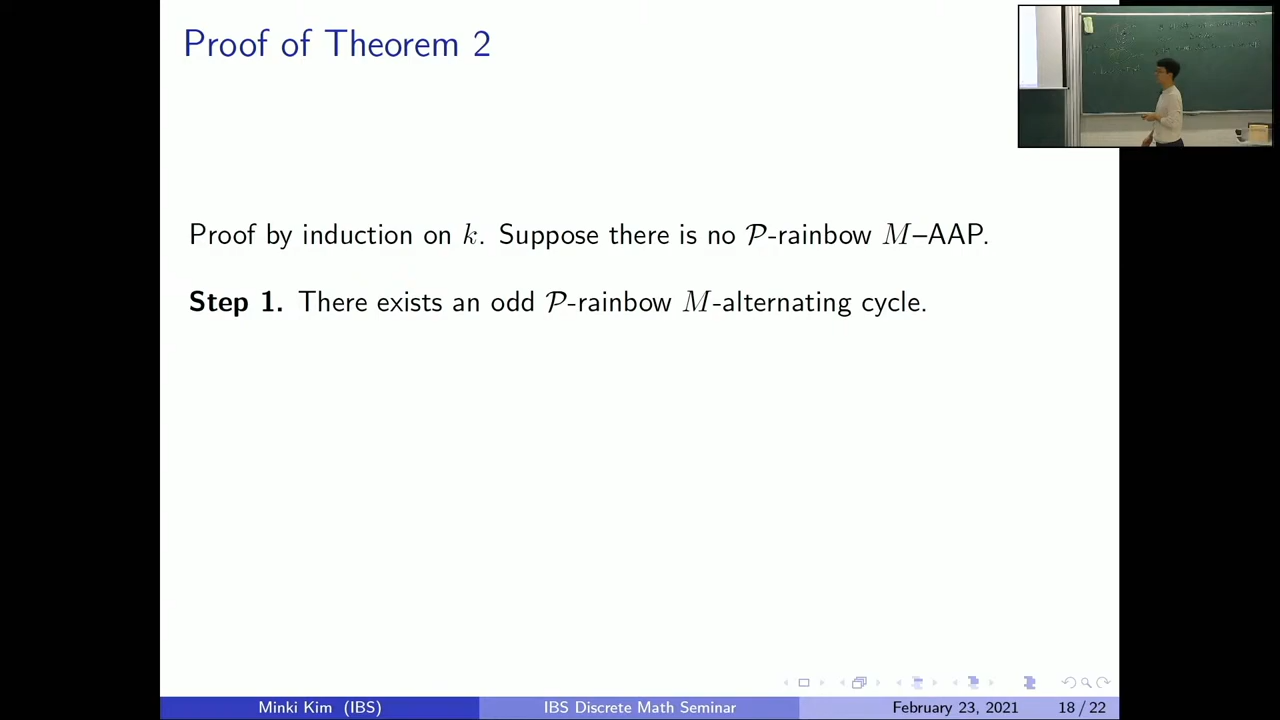 Proof of Theorem 2
Proof by induction on k. Suppose there is no 𝒫-rainbow M–AAP.
Step 1. There exists an odd 𝒫-rainbow M-alternating cycle.
Minki Kim (IBS)
IBS Discrete Math Seminar
February 23, 2021
18 / 22